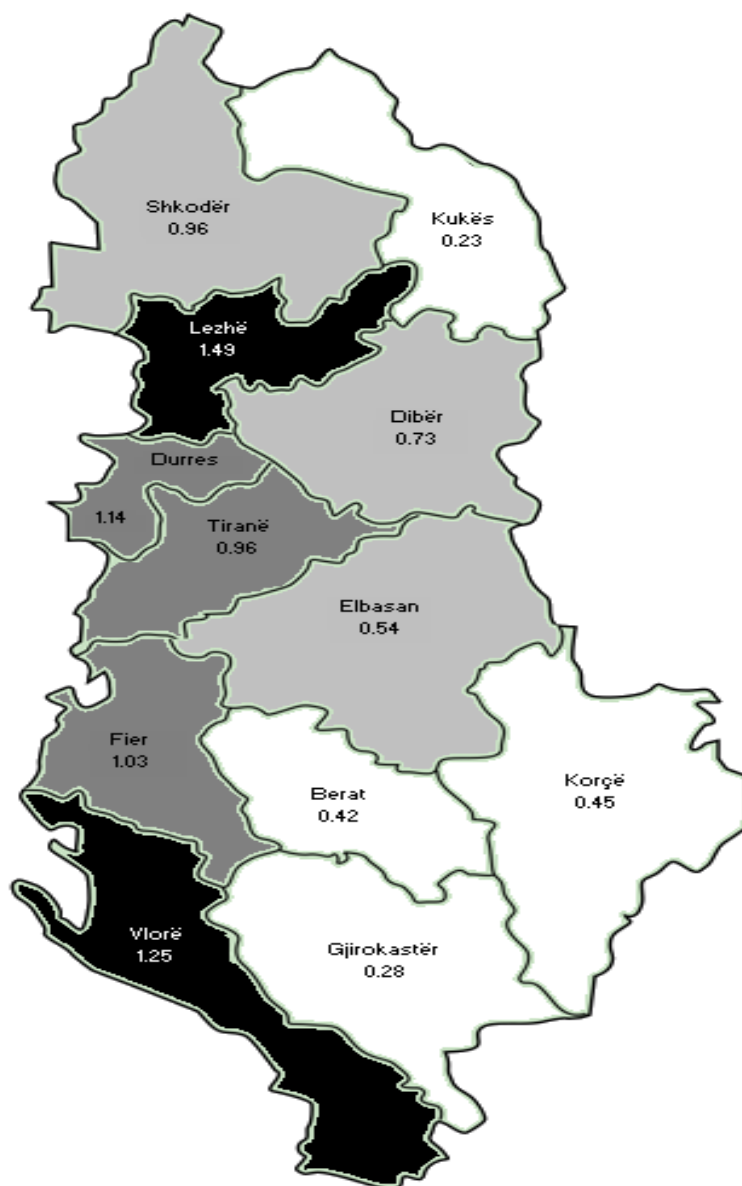 Shkodër
0.96
Kukës
0.23
Lezhë
1.49
Dibër
0.73
Durres
1.14
Tiranë
0.96
Elbasan
0.54
Fier
1.03
Berat
0.42
Korçë
0.45
Vlorë
1.25
Gjirokastër
0.28